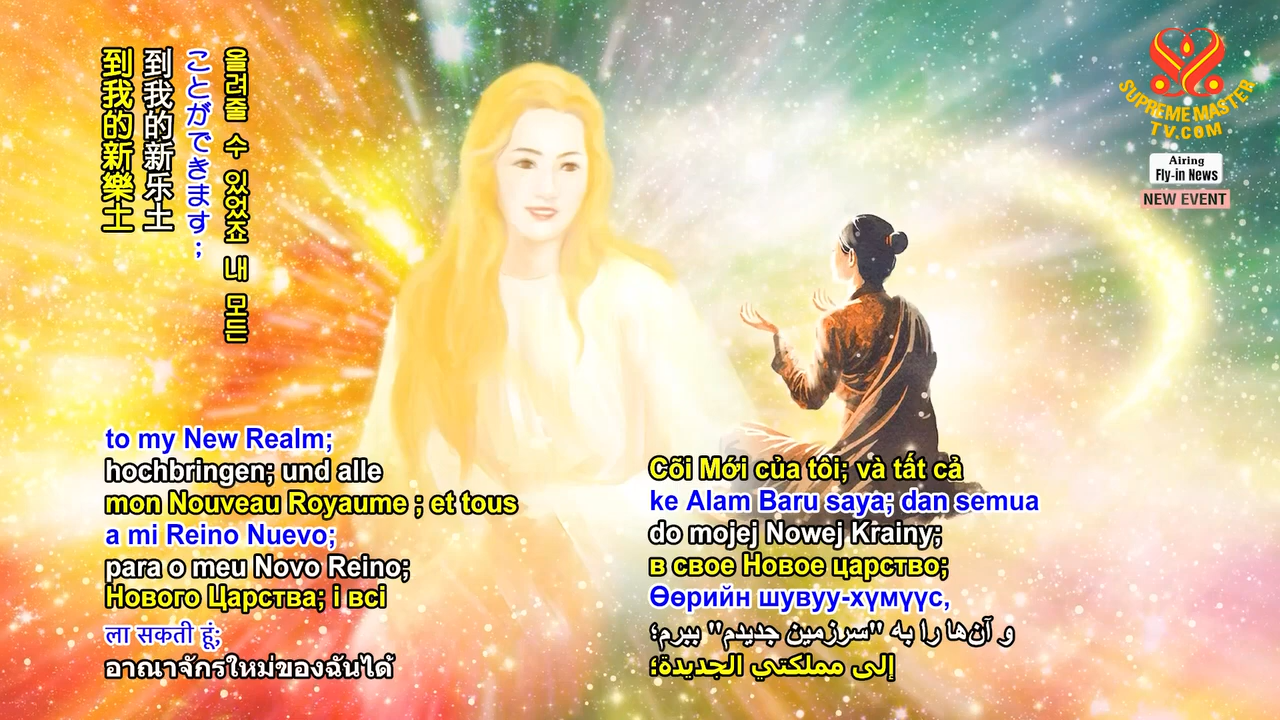 到我的新樂土
到我的新乐土
ことができます；
올려줄 수 있었죠 내 모든
SUPREME MASTER
TV.COM
Airing
Fly-in News
NEW EVENT
to my New Realm;
hochbringen; und alle
mon Nouveau Royaume ; et tous
a mi Reino Nuevo;
para o meu Novo Reino;
Нового Царства; і всі
ला सकती हूं;
อาณาจักรใหม่ของฉันได้
Cõi Mới của tôi; và tất cả
ke Alam Baru saya; dan semua
do mojej Nowej Krainy;
в свое Новое царство;
Өөрийн шувуу-хүмүүс,
و آن‌ها را به "سرزمین جدیدم" ببرم؛
إلى مملكتي الجديدة؛